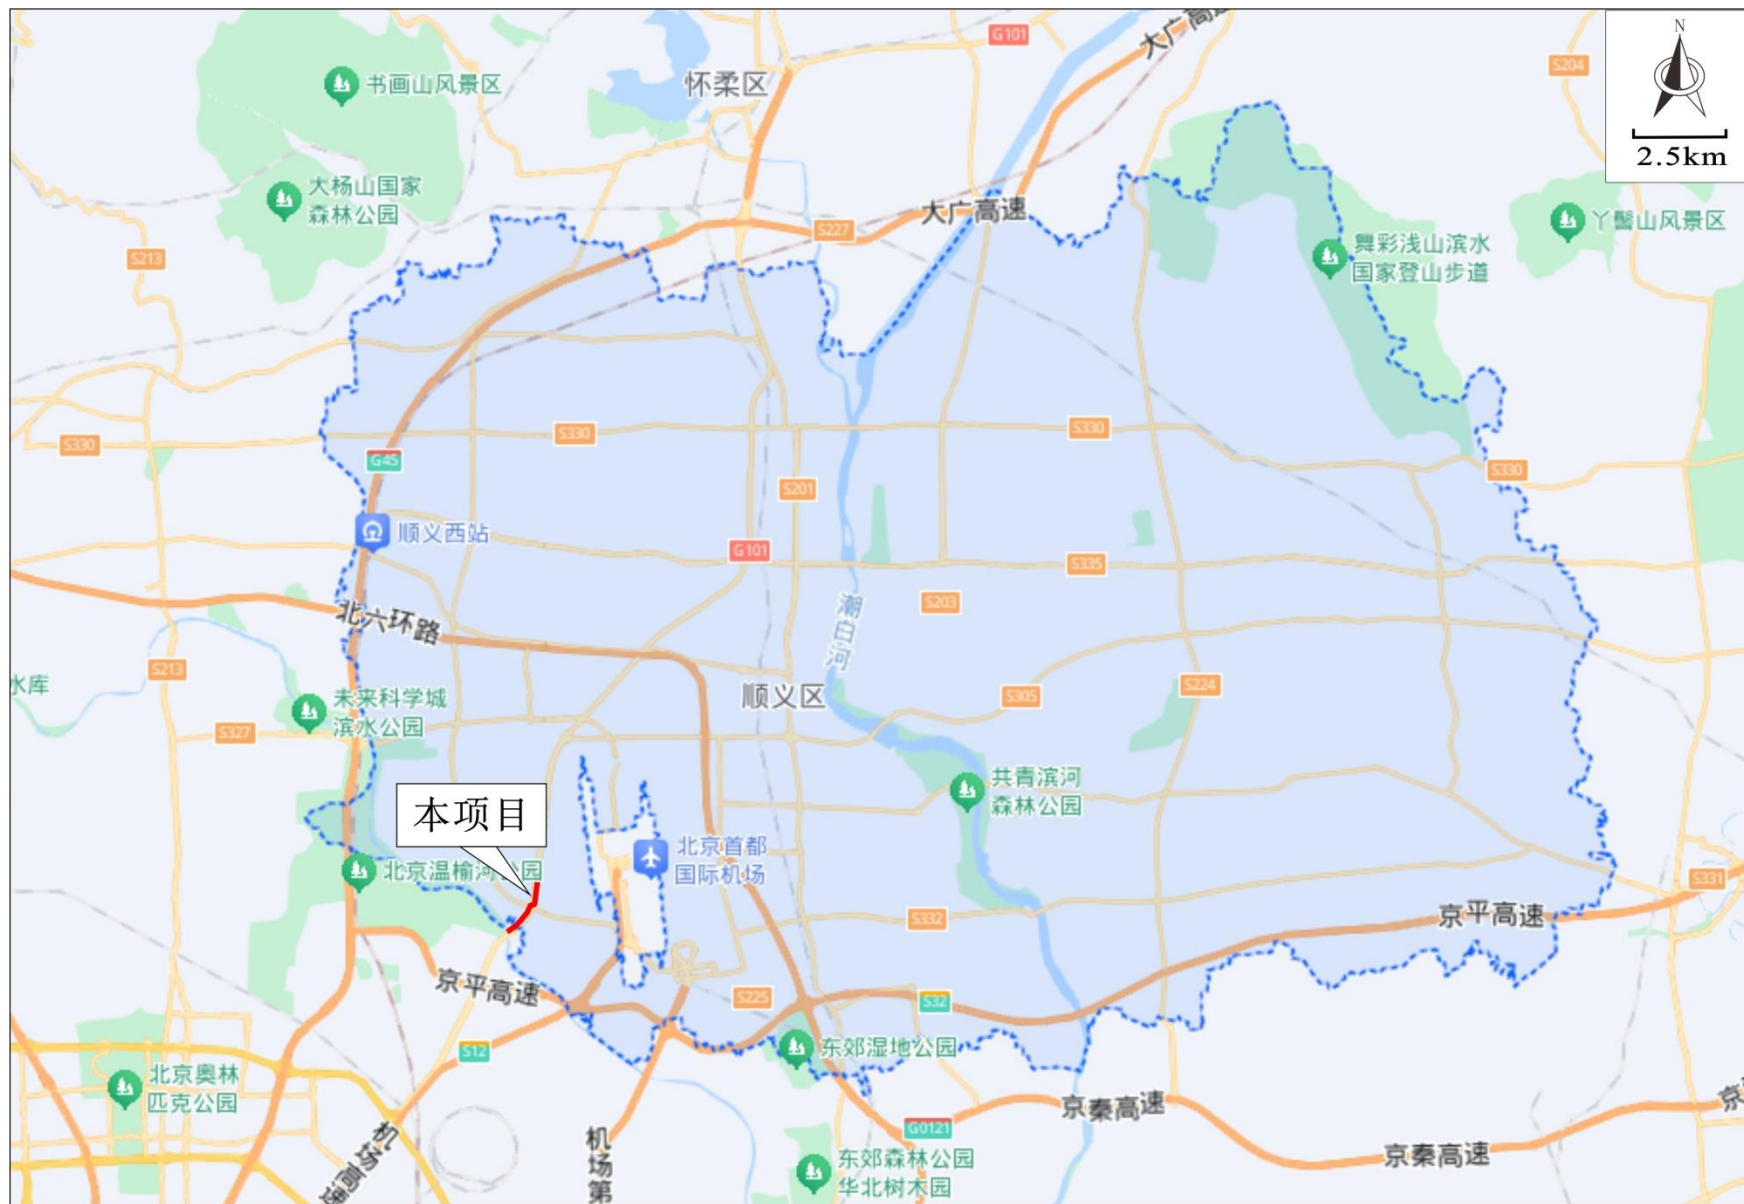 大广高速
G101
N
书画山风景区
怀柔区
S204
2.5km
大杨山国家
森林公园
大广高速
S227
丫髻山风景区
S213
舞彩浅山滨水
国家登山步道
S330
S330
S330
S330
G45
S201
顺义西站
G101
S335
北六环路
潮白河
S203
水库
S213
未来科学城
滨水公园
顺义区
S305
S224
S327
本项目
共青滨河
森林公园
北京首都
国际机场
北京温榆河公园
S331
S332
京平高速
京平高速
S225
S32
S12
东郊湿地公园
北京奥林
匹克公园
京秦高速
京
机场高速
机场第
G0121
京秦高速
东郊森林公园
华北树木园